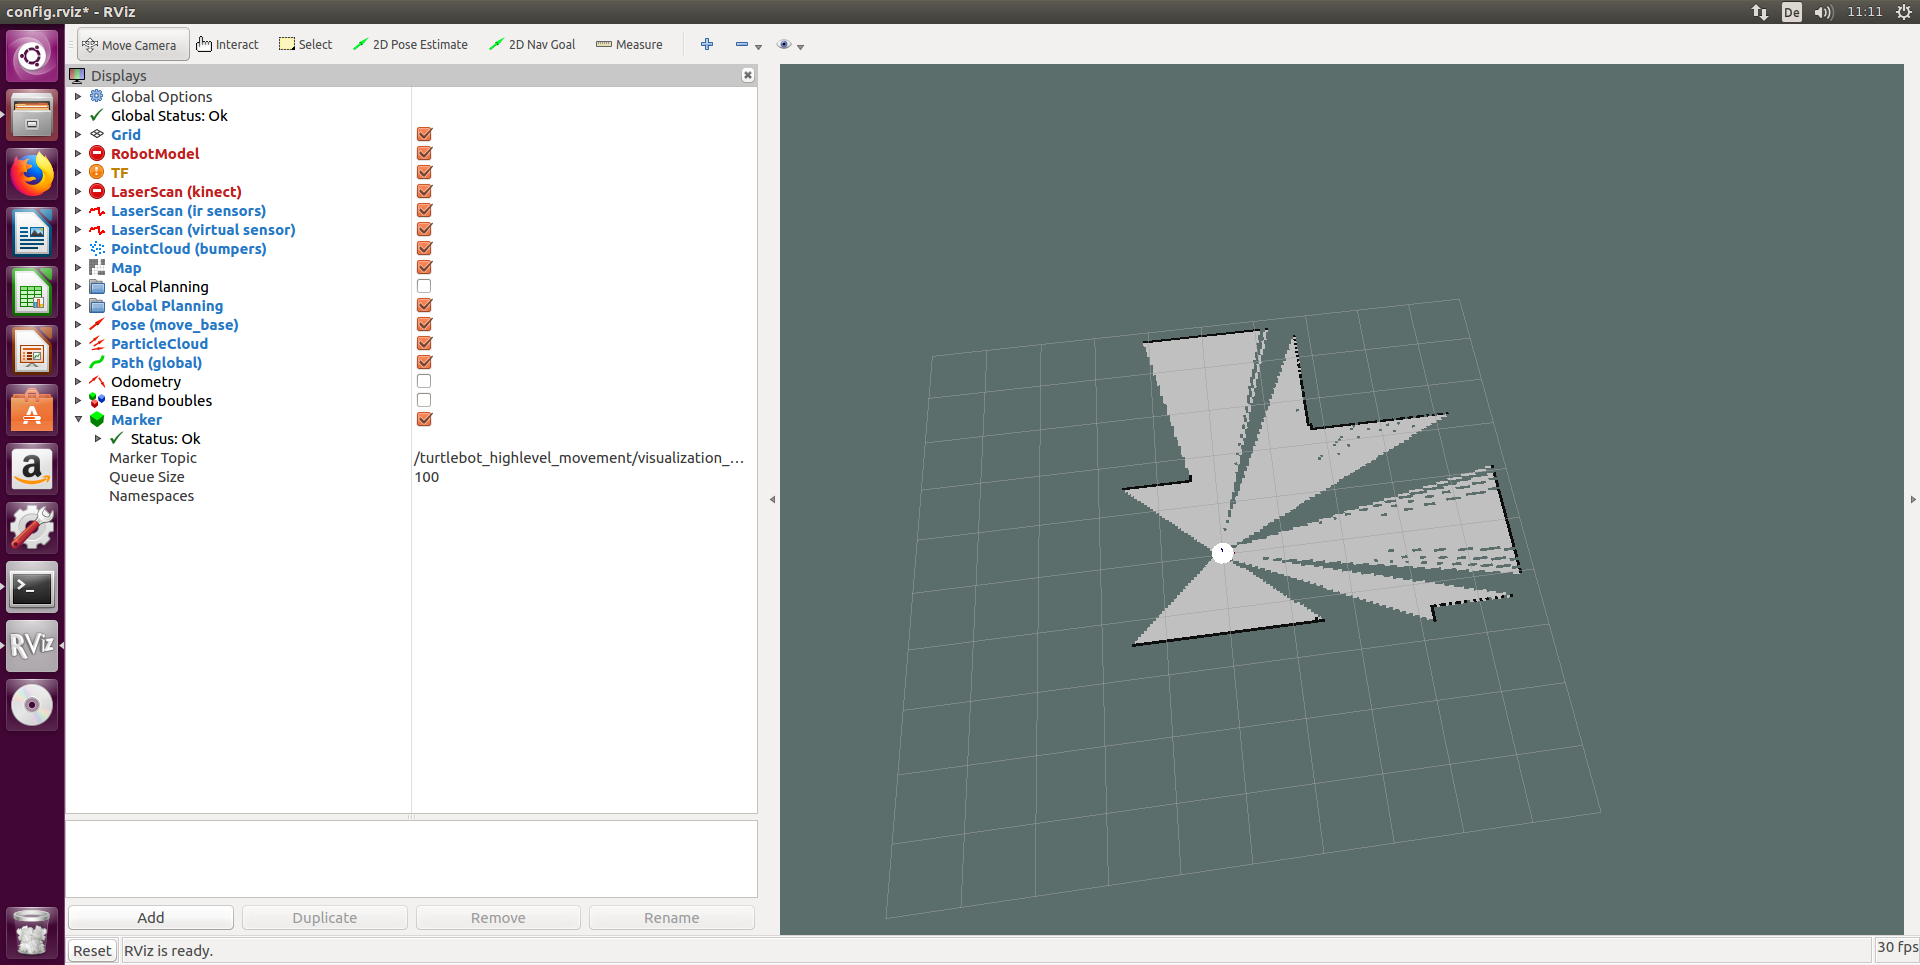 config.rviz* - RViz
De
11:11
Move Camera
Interact
Select
2D Pose Estimate
2D Nav Goal
Measure
Displays
Global Options
Global Status: Ok
Grid
RobotModel
TF
LaserScan (kinect)
LaserScan (ir sensors)
LaserScan (virtual sensor)
PointCloud (bumpers)
Map
Local Planning
Global Planning
Pose (move_base)
ParticleCloud
Path (global)
Odometry
EBand boubles
Marker
Status: Ok
Marker Topic /turtlebot_highlevel_movement/visualization_...
Queue Size 100
Namespaces
RViz
Add
Duplicate
Remove
Rename
Reset
RViz is ready.
30 fps